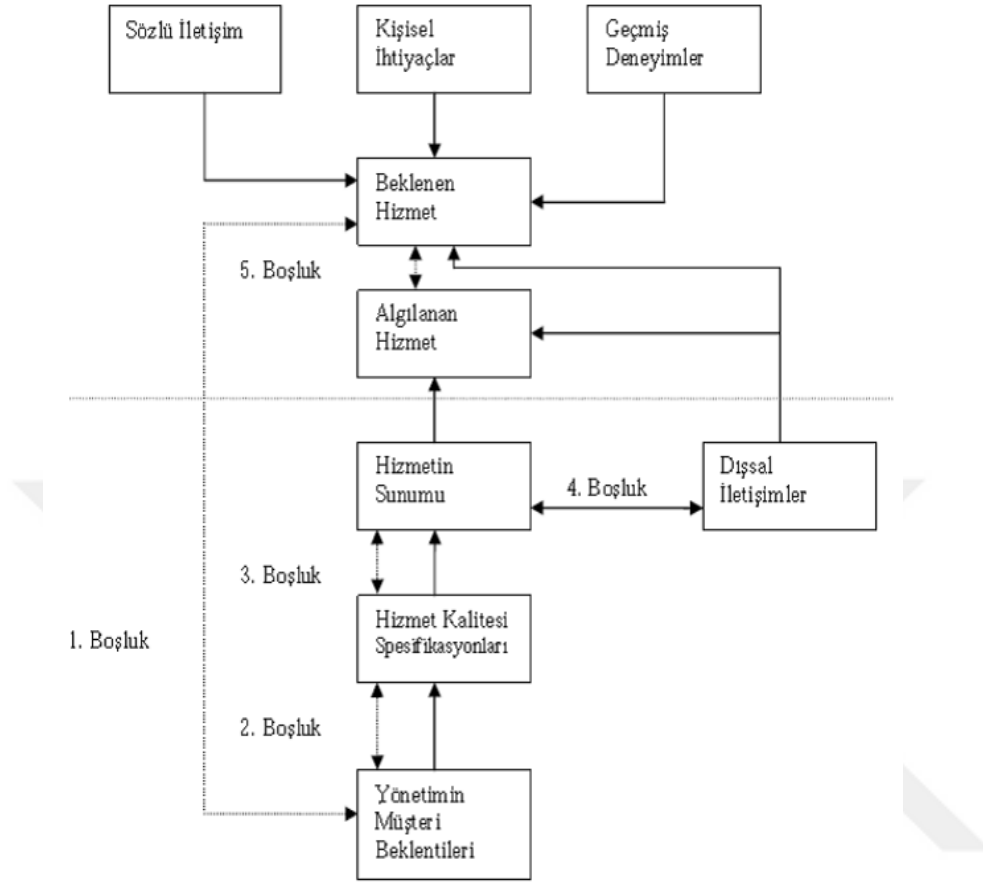 Sözlü İletişim
Kişisel
İhtiyaçlar
Geçmiş
Deneyimler
Beklenen
Hizmet
5. Boşluk
Algılanan
Hizmet
Hizmetin
Sunumu
4. Boşluk
Dışsal
İletişimler
3. Boşluk
Hizmet Kalitesi
Spesifikasyonları
1. Boşluk
2. Boşluk
Yönetimin
Müşteri
Beklentileri